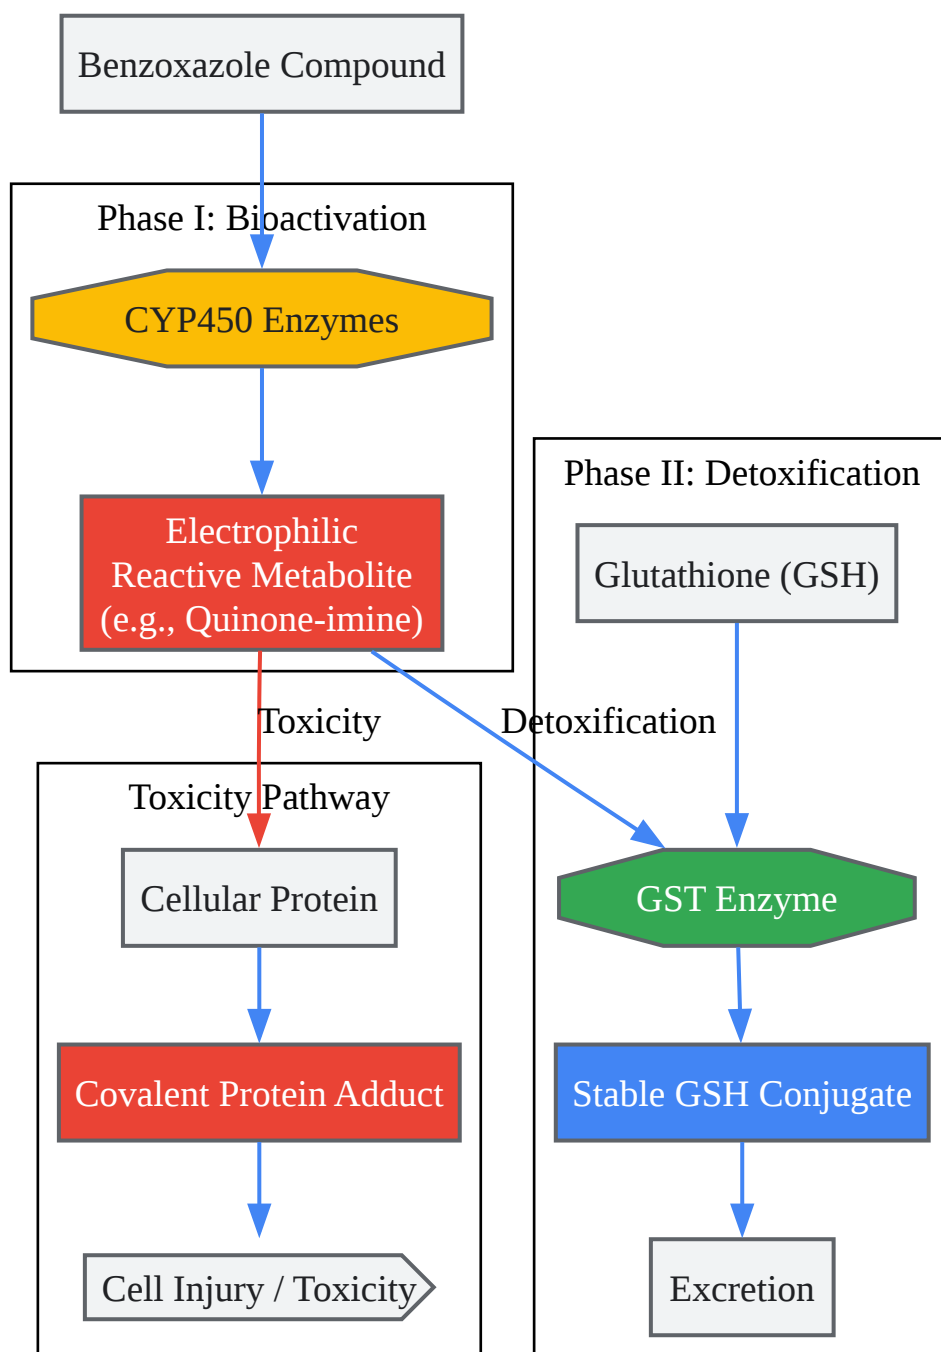 Benzoxazole Compound
Phase I: Bioactivation
CYP450 Enzymes
Electrophilic
Reactive Metabolite
(e.g., Quinone-imine)
Phase II: Detoxification
Glutathione (GSH)
Toxicity
Detoxification
Toxicity Pathway
Cellular Protein
GST Enzyme
Covalent Protein Adduct
Stable GSH Conjugate
Cell Injury / Toxicity
Excretion